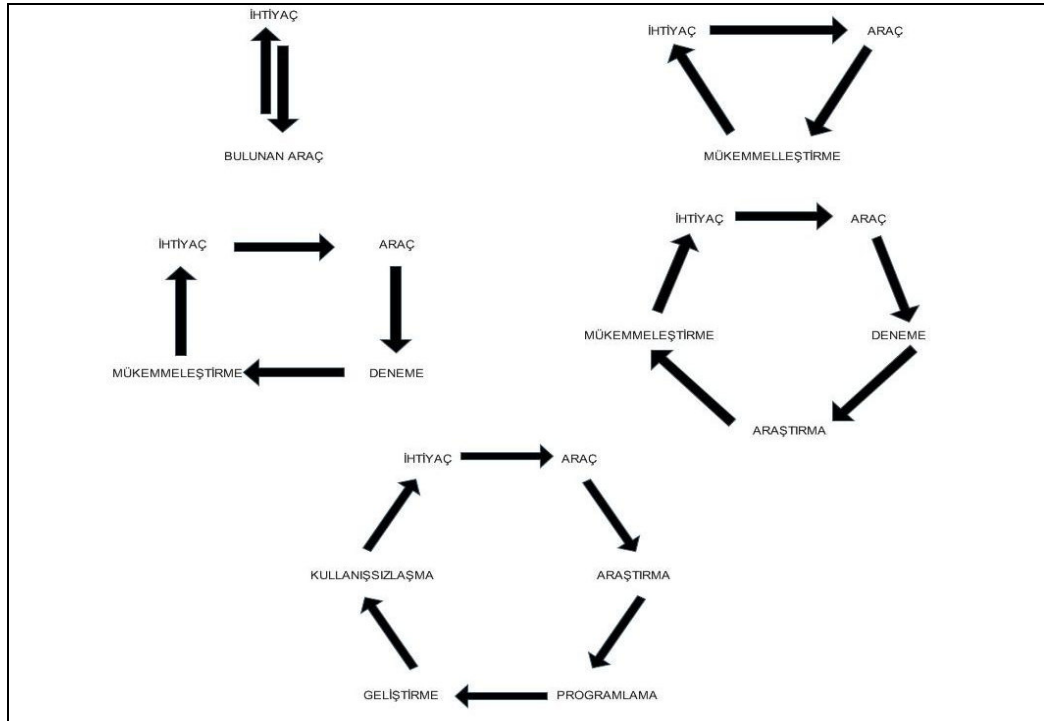 İHTİYAÇ
BULUNAN ARAÇ
İHTİYAÇ
ARAÇ
MÜKEMMELLEŞTİRME
İHTİYAÇ
ARAÇ
MÜKEMMELEŞTİRME
DENEME
İHTİYAÇ
ARAÇ
MÜKEMMELEŞTİRME
DENEME
ARAŞTIRMA
İHTİYAÇ
ARAÇ
KULLANIŞSIZLAŞMA
ARAŞTIRMA
GELİŞTİRME
PROGRAMLAMA